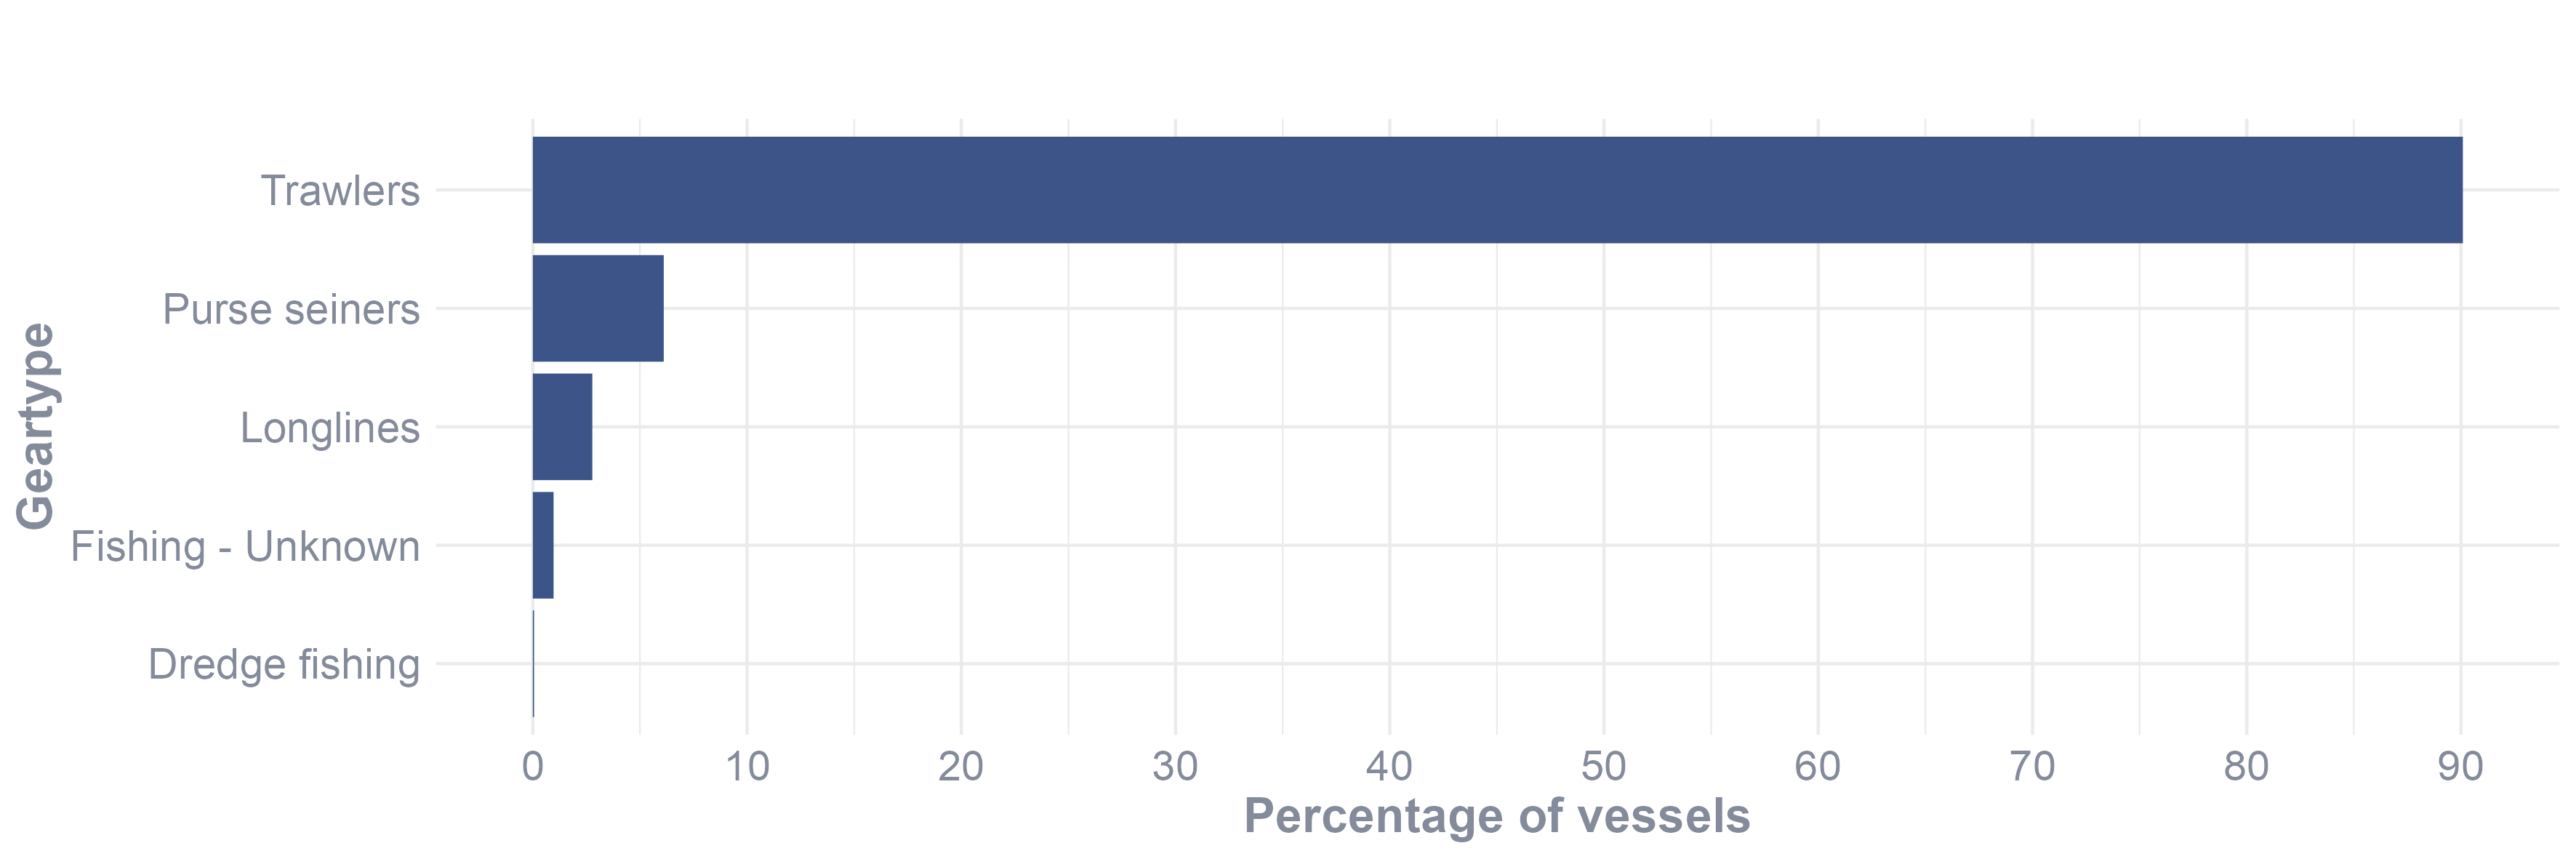 Geartype
Trawlers
Purse seiners
Longlines
Fishing - Unknown
Dredge fishing
0 10 20 30 40 50 60 70 80 90
Percentage of vessels